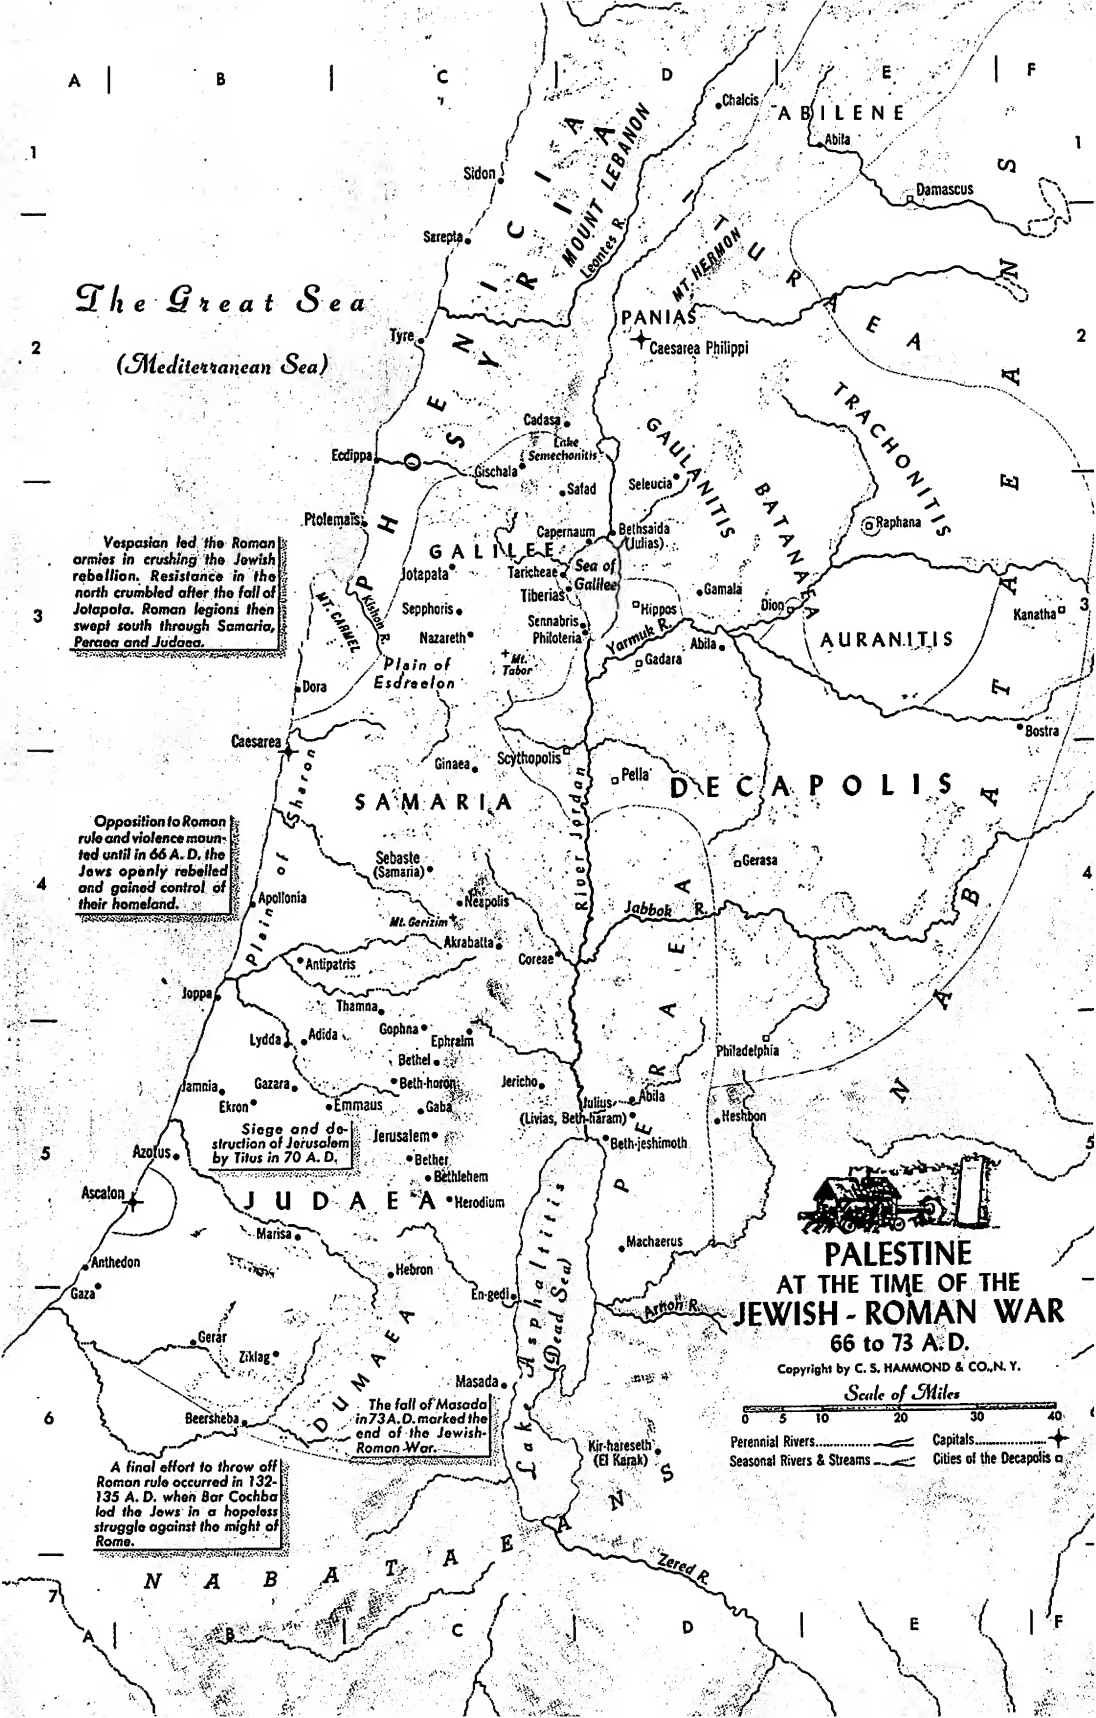 A B C D E F
Chalcis
ABILENE
Abila
1 1
Sidon
Damascus
MOUNT LEBANON
Leontes R.
Sarepta
SYRIA
PHOENICIA
ITURAEA
MT. HERMON
The Great Sea
(Mediterranean Sea)
PANIAS
Caesarea Philippi
Tyre
2 2
TRACHONITIS
Cadasa
Lake
Semechonitis
GAULANITIS
Ecdippa
Gischala
Safad
Seleucia
BATANAEA
Raphana
Ptolemais
Capernaum
Bethsaida
(Julias)
GALILEE
Vespasian led the Roman
armies in crushing the Jewish
rebellion. Resistance in the
north crumbled after the fall of
Jotapata. Roman legions then
swept south through Samaria,
Peraea and Judaea.
Jotapata
Taricheae
Sea of
Galilee
Tiberias
Gamala
MT. CARMEL
Kishon R.
Sepphoris
Hippos
Dion
Kanatha
3 3
Sennabris
Philoteria
Nazareth
Yarmuk R.
Abila
AURANITIS
Mt.
Tabor
Gadara
Plain of
Esdraelon
Dora
Bostra
Caesarea
Ginaea
Scythopolis
Pella
DECAPOLIS
SAMARIA
Plain of Sharon
River Jordan
Opposition to Roman
rule and violence moun-
ted until in 66 A.D. the
Jews openly rebelled
and gained control of
their homeland.
Sebaste
(Samaria)
Gerasa
4 4
Apollonia
Neapolis
Jabbok R.
Mt. Gerizim
Akrabatta
Coreae
Antipatris
PERAEA
NABATAEANS
Joppa
Thamna
Gophna
Ephraim
Lydda
Adida
Bethel
Philadelphia
Jamnia
Gazara
Beth-horon
Jericho
Ekron
Emmaus
Gaba
Julius
(Livias, Beth-haram)
Abila
Heshbon
Siege and de-
struction of Jerusalem
by Titus in 70 A.D.
Jerusalem
Beth-jeshimoth
5 5
Azotus
Bether
Bethlehem
Ascalon
JUDAEA
Herodium
Marisa
Machaerus
Anthedon
Hebron
Gaza
En-gedi
Arnon R.
Lake Asphaltitis
(Dead Sea)
PALESTINE
AT THE TIME OF THE
JEWISH-ROMAN WAR
66 to 73 A.D.
Copyright by C. S. HAMMOND & CO., N. Y.
Scale of Miles
0 5 10 20 30 40
Perennial Rivers
Capitals
Seasonal Rivers & Streams
Cities of the Decapolis
Gerar
Ziklag
IDUMAEA
Masada
6 6
Beersheba
The fall of Masada
in 73 A.D. marked the
end of the Jewish-
Roman War.
Kir-hareseth
(El Karak)
A final effort to throw off
Roman rule occurred in 132-
135 A.D. when Bar Cochba
led the Jews in a hopeless
struggle against the might of
Rome.
NABATAEANS
Zered R.
7
A B C D E F